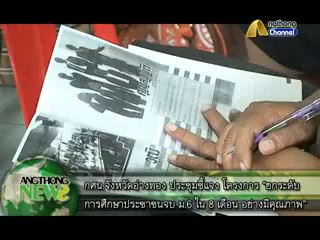 Angthong
Channel
ANGTHONG
NEWS
กศน.จังหวัดอ่างทอง ประชุมชี้แจง โครงการ "ยกระดับ
การศึกษาประชาชนจบ ม.6 ใน 8 เดือน อย่างมีคุณภาพ"